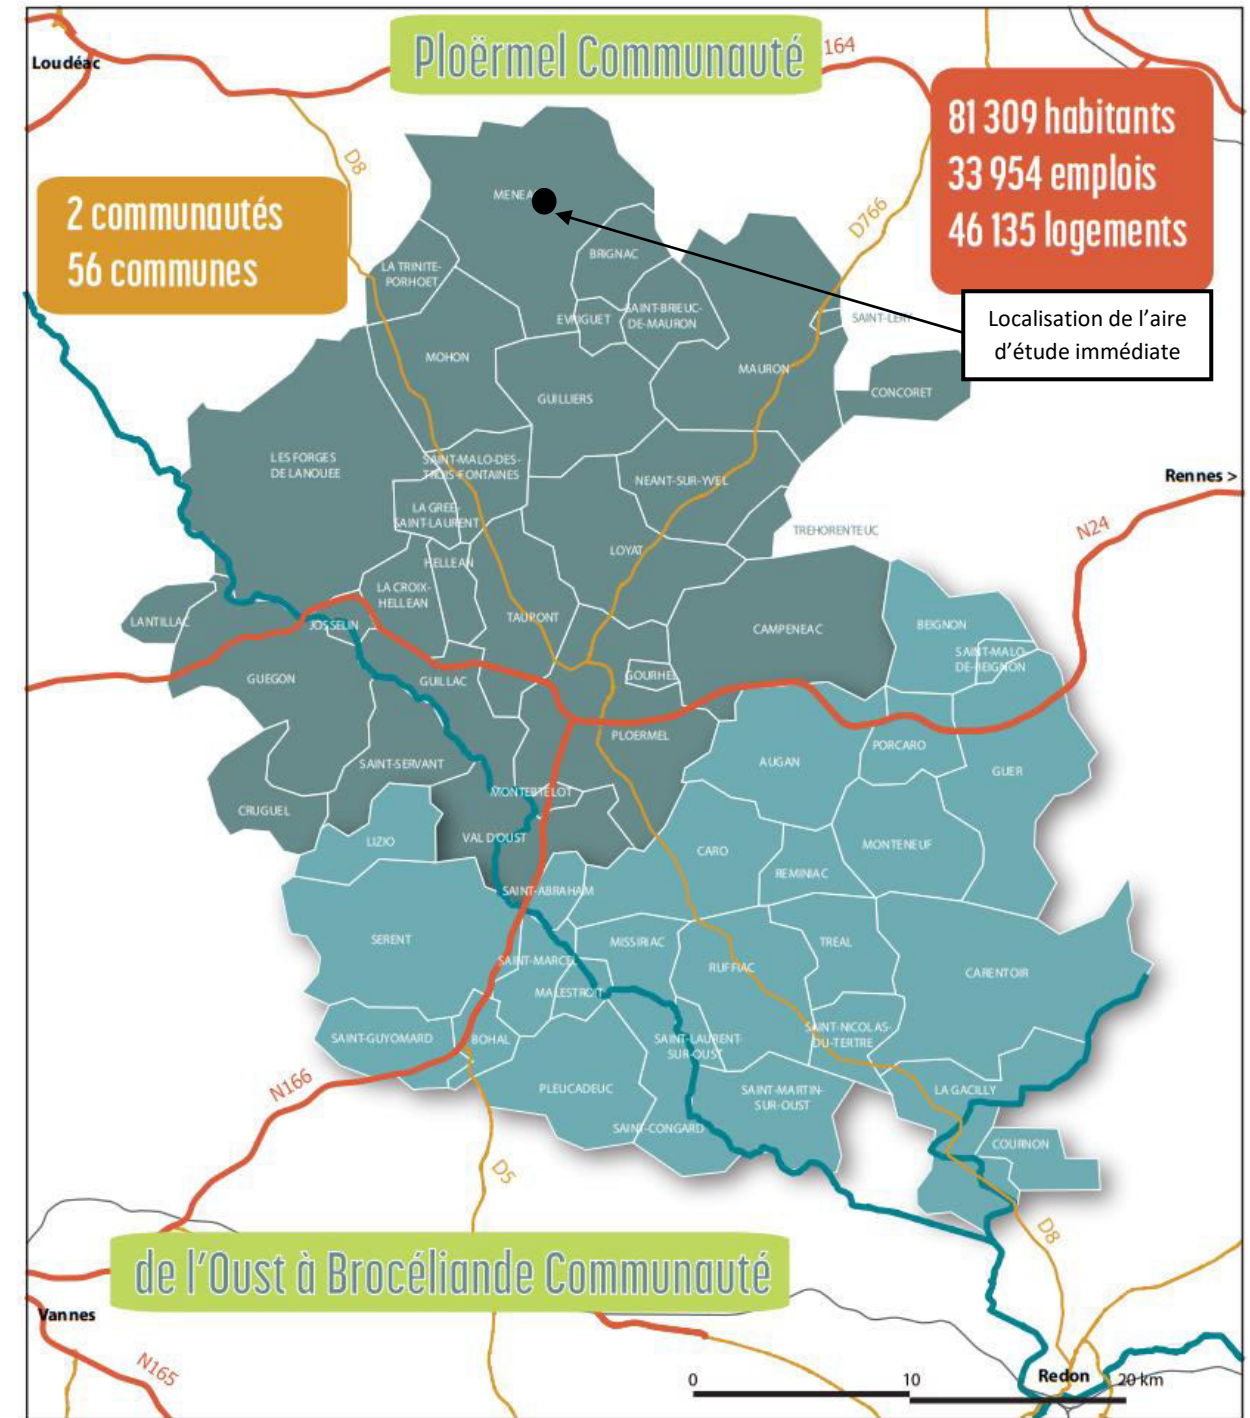 Ploërmel Communauté
164
Loudéac
81 309 habitants
33 954 emplois
46 135 logements
D8
2 communautés
56 communes
MENEA
D766
BRIGNAC
LA TRINITE-
PORHOET
Localisation de l’aire
d’étude immédiate
SAINT-BRIEUC-
DE-MAURON
MOHON
MAURON
CONCORET
GUILLIERS
LES FORGES
DE LANOUEE
SAINT-MALO-DES-
TROIS-FONTAINES
NEANT-SUR-YVEL
Rennes >
LA GREE-
SAINT-LAURENT
N24
TREHORENTEUC
LOYAT
HELLEAN
LA CROIX-
HELLEAN
LANTILLAC
JOSSELIN
TAUPONT
CAMPENEAC
BEIGNON
SAINT-MALO-
DE-BEIGNON
GUEGON
GUILLAC
GOURHEL
PLOERMEL
PORCARO
AUGAN
GUER
SAINT-SERVANT
MONTERTELOT
CRUGUEL
LIZIO
VAL D'OUST
CARO
MONTENEUF
REMINIAC
SAINT-ABRAHAM
SERENT
MISSIRIAC
TREAL
SAINT-MARCEL
RUFFIAC
CARENTOIR
MALESTROIT
SAINT-GUYOMARD
BOHAL
SAINT-LAURENT-
SUR-OUST
SAINT-NICOLAS-
DU-TERTRE
N166
PLEUCADEUC
SAINT-MARTIN-
SUR-OUST
LA GACILLY
SAINT-CONGARD
COURNON
D5
D8
de l'Oust à Brocéliande Communauté
Vannes
N165
Redon
0 10 20 km